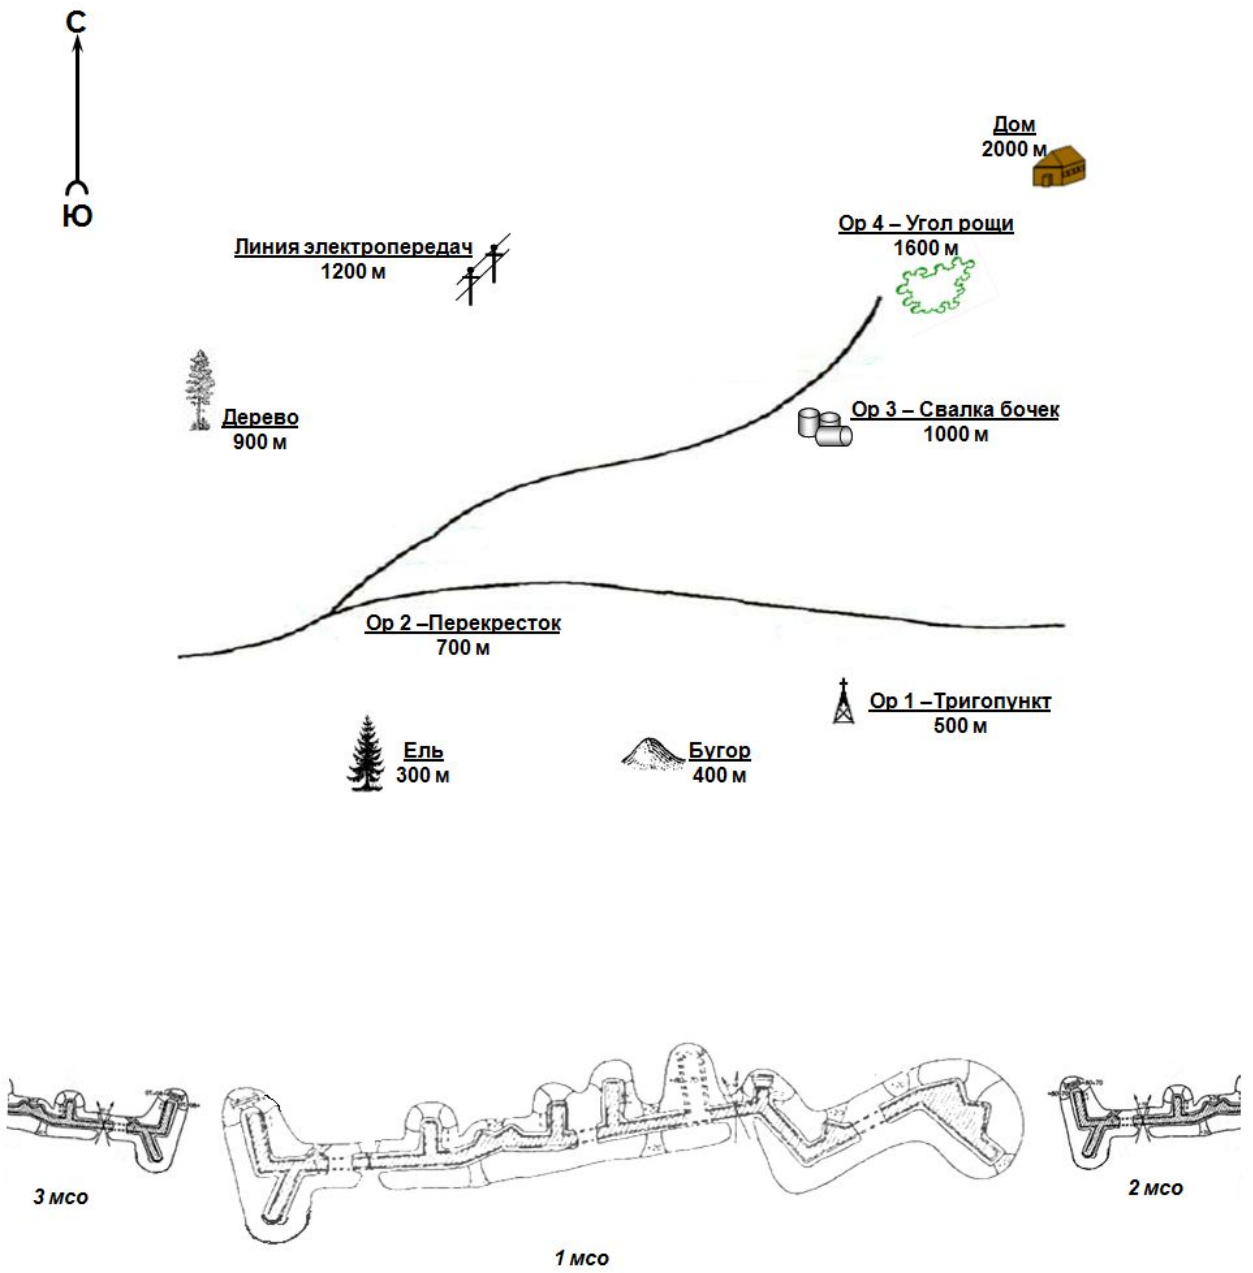 С
Ю
Дом
2000 м
Ор 4 – Угол рощи
1600 м
Линия электропередач
1200 м
Дерево
900 м
Ор 3 – Свалка бочек
1000 м
Ор 2 –Перекресток
700 м
Ор 1 –Тригопункт
500 м
Ель
300 м
Бугор
400 м
3 мсо
2 мсо
1 мсо